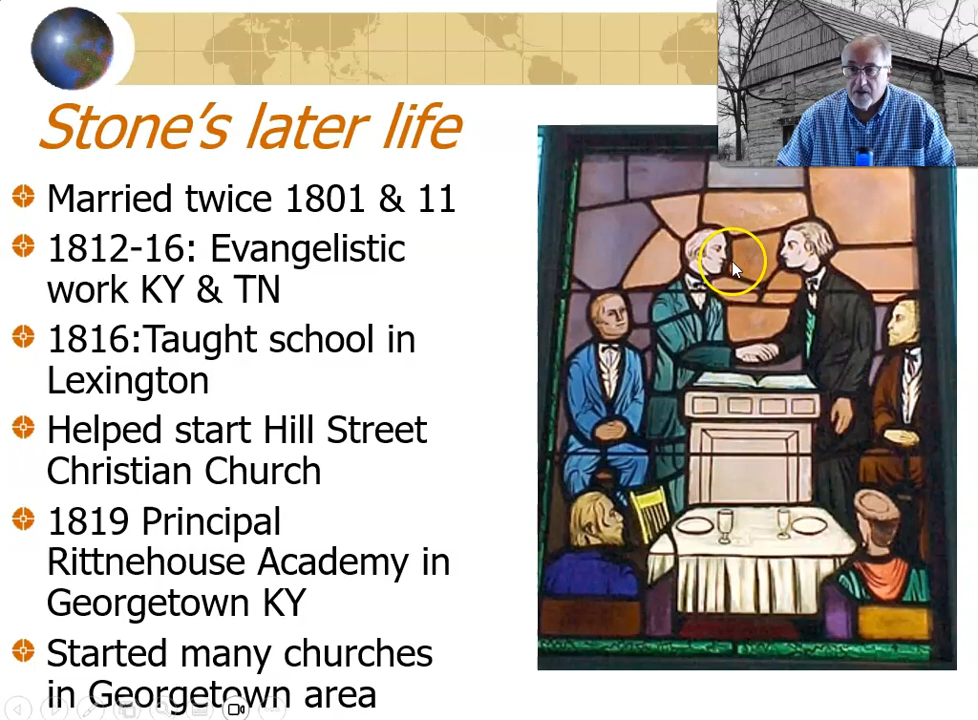 Stone's later life
Married twice 1801 & 11
1812-16: Evangelistic
work KY & TN
1816:Taught school in
Lexington
Helped start Hill Street
Christian Church
1819 Principal
Rittnehouse Academy in
Georgetown KY
Started many churches
in Georgetown area